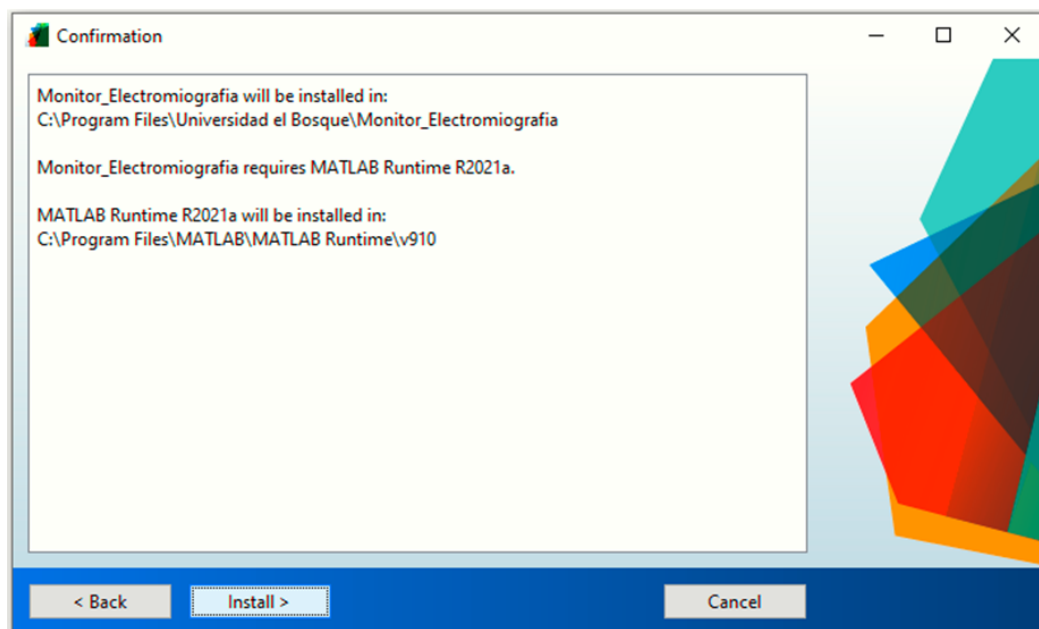 Confirmation
Monitor_Electromiografia will be installed in:
C:\Program Files\Universidad el Bosque\Monitor_Electromiografia
Monitor_Electromiografia requires MATLAB Runtime R2021a.
MATLAB Runtime R2021a will be installed in:
C:\Program Files\MATLAB\MATLAB Runtime\v910
< Back
Install >
Cancel